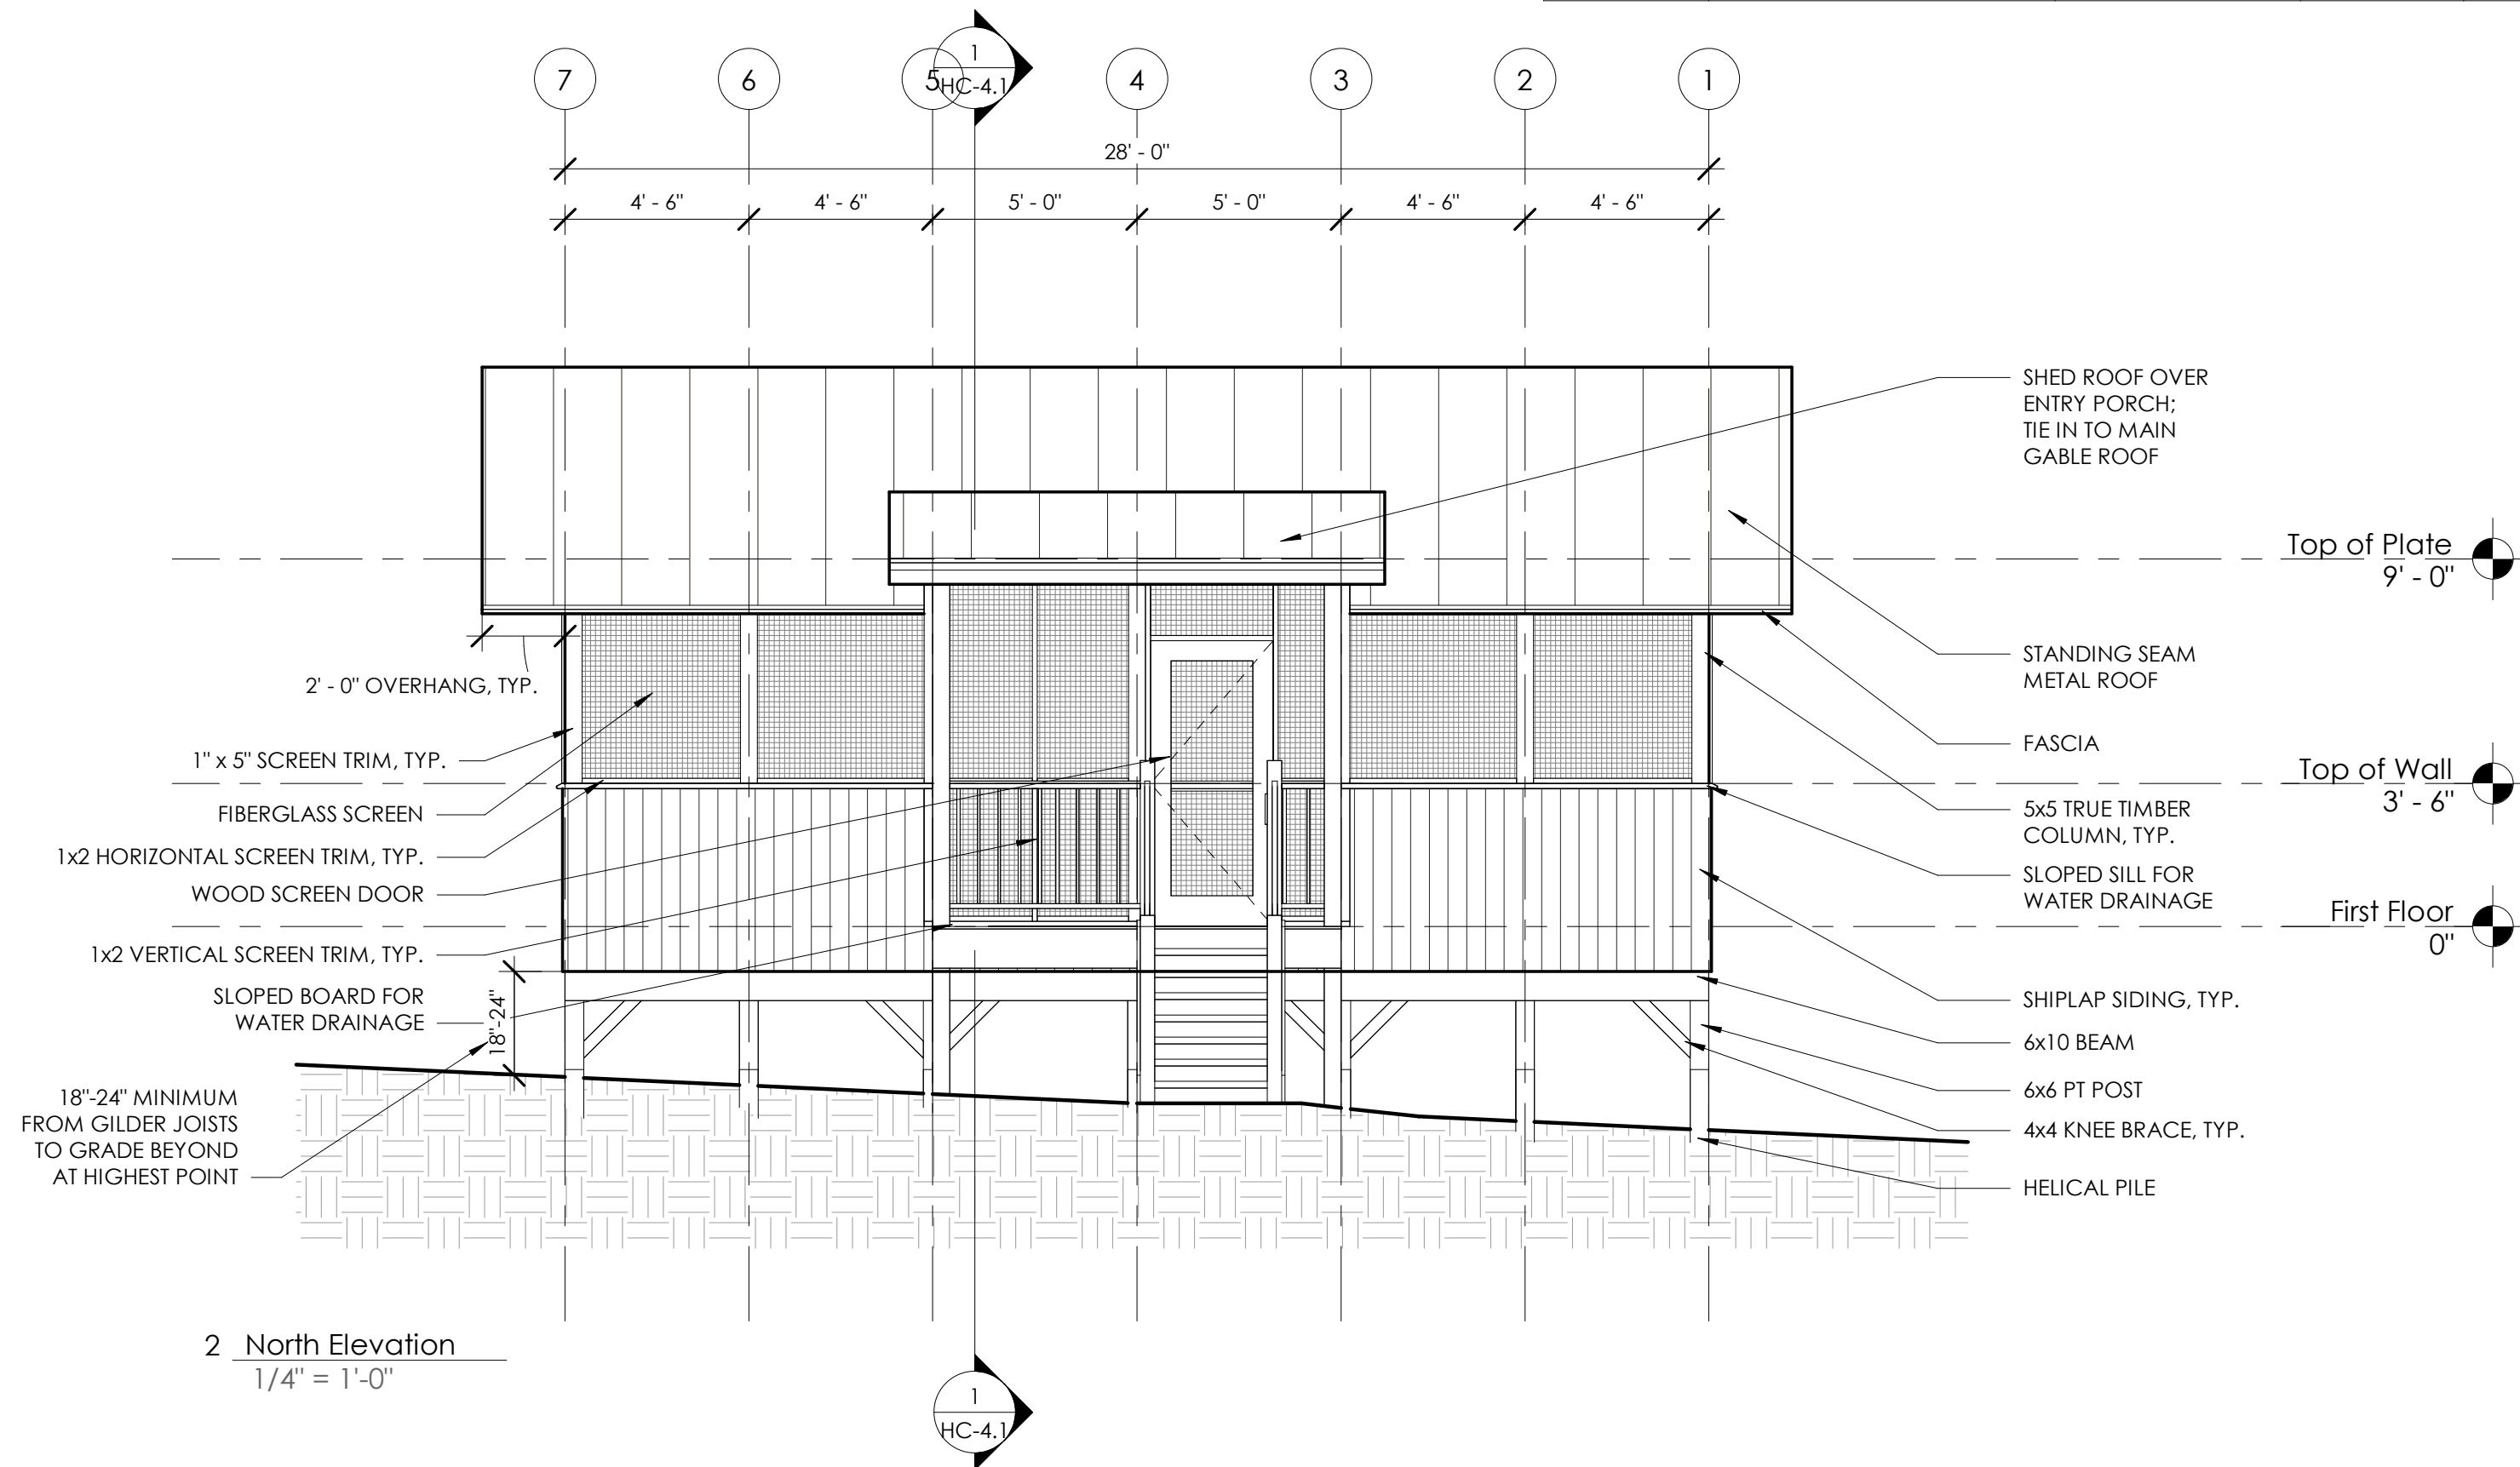 1
HC-4.1
7
6
5
4
3
2
1
28' - 0"
4' - 6"
4' - 6"
5' - 0"
5' - 0"
4' - 6"
4' - 6"
SHED ROOF OVER
ENTRY PORCH;
TIE IN TO MAIN
GABLE ROOF
Top of Plate
9' - 0"
STANDING SEAM
METAL ROOF
FASCIA
Top of Wall
3' - 6"
5x5 TRUE TIMBER
COLUMN, TYP.
SLOPED SILL FOR
WATER DRAINAGE
First Floor
0"
SHIPLAP SIDING, TYP.
6x10 BEAM
6x6 PT POST
4x4 KNEE BRACE, TYP.
HELICAL PILE
2' - 0" OVERHANG, TYP.
1" x 5" SCREEN TRIM, TYP.
FIBERGLASS SCREEN
1x2 HORIZONTAL SCREEN TRIM, TYP.
WOOD SCREEN DOOR
1x2 VERTICAL SCREEN TRIM, TYP.
SLOPED BOARD FOR
WATER DRAINAGE
18"-24"
18"-24" MINIMUM
FROM GILDER JOISTS
TO GRADE BEYOND
AT HIGHEST POINT
2 North Elevation
1/4" = 1'-0"
1
HC-4.1